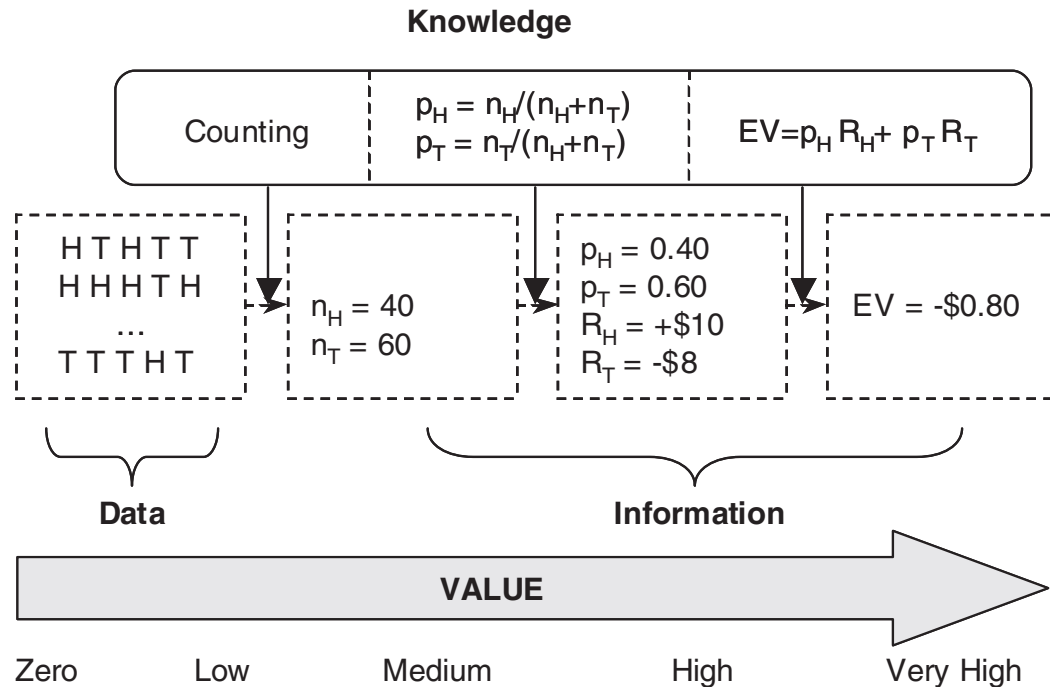 Knowledge
Counting
p_H = n_H/(n_H+n_T)
p_T = n_T/(n_H+n_T)
EV=p_H R_H+ p_T R_T
H T H T T
H H H T H
...
T T T H T
n_H = 40
n_T = 60
p_H = 0.40
p_T = 0.60
R_H = +$10
R_T = -$8
EV = -$0.80
Data
Information
VALUE
Zero Low Medium High Very High